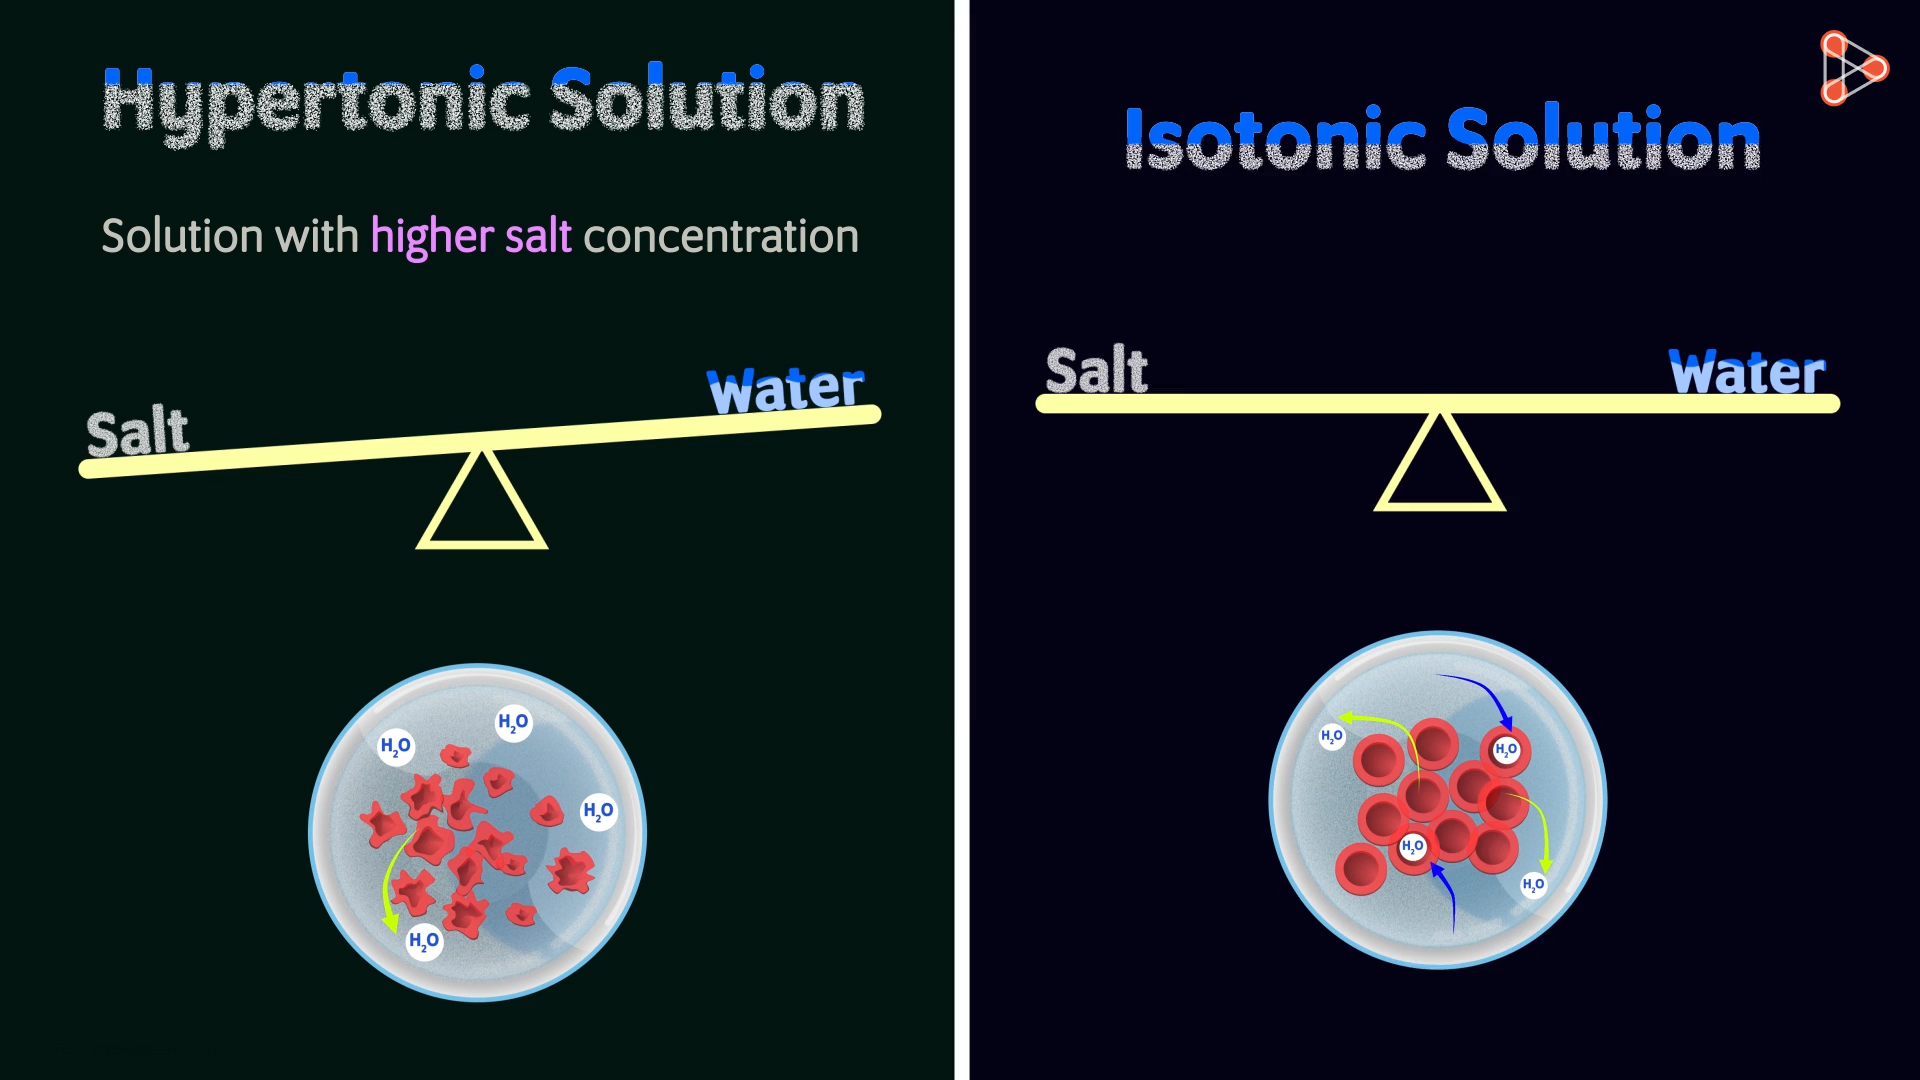 Hypertonic Solution
Solution with higher salt concentration
Salt
Water
H₂O
H₂O
H₂O
H₂O
Isotonic Solution
Salt
Water
H₂O
H₂O
H₂O
H₂O